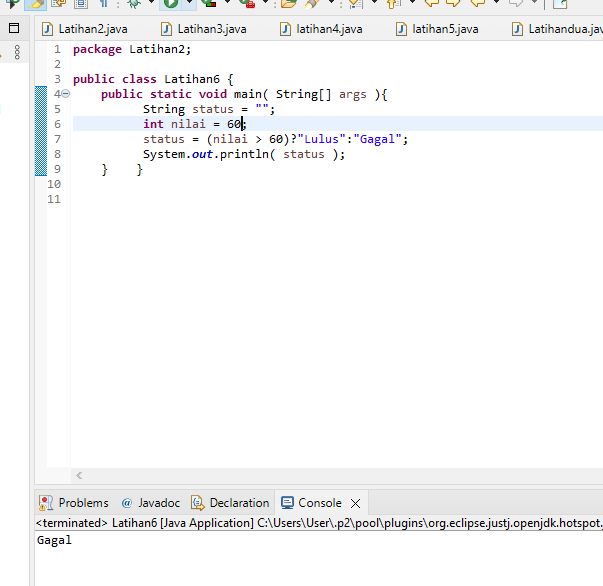 Latihan2.java Latihan3.java latihan4.java latihan5.java Latihandua.jav
1 package Latihan2;
2
3 public class Latihan6 {
4 public static void main( String[] args ){
5 String status = "";
6 int nilai = 60;
7 status = (nilai > 60)?"Lulus":"Gagal";
8 System.out.println( status );
9 } }
10
11
Problems @ Javadoc Declaration Console
<terminated> Latihan6 [Java Application] C:\Users\User\.p2\pool\plugins\org.eclipse.justj.openjdk.hotspot.
Gagal